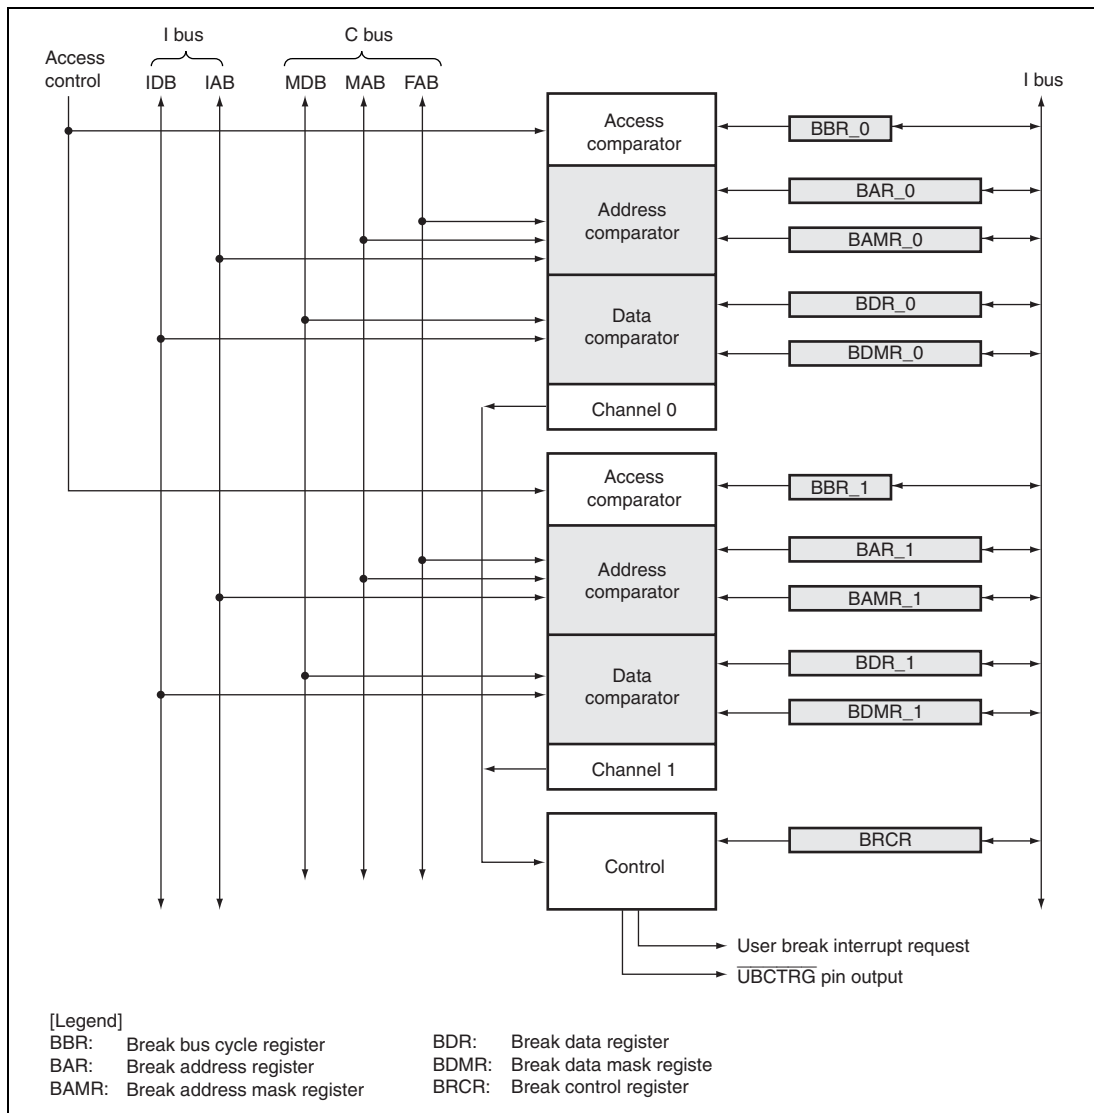 I bus
C bus
Access
control
IDB
IAB
MDB
MAB
FAB
I bus
Access
comparator
BBR_0
Address
comparator
BAR_0
BAMR_0
Data
comparator
BDR_0
BDMR_0
Channel 0
Access
comparator
BBR_1
Address
comparator
BAR_1
BAMR_1
Data
comparator
BDR_1
BDMR_1
Channel 1
Control
BRCR
User break interrupt request
UBCTRG pin output
[Legend]
BBR: Break bus cycle register
BAR: Break address register
BAMR: Break address mask register
BDR: Break data register
BDMR: Break data mask registe
BRCR: Break control register